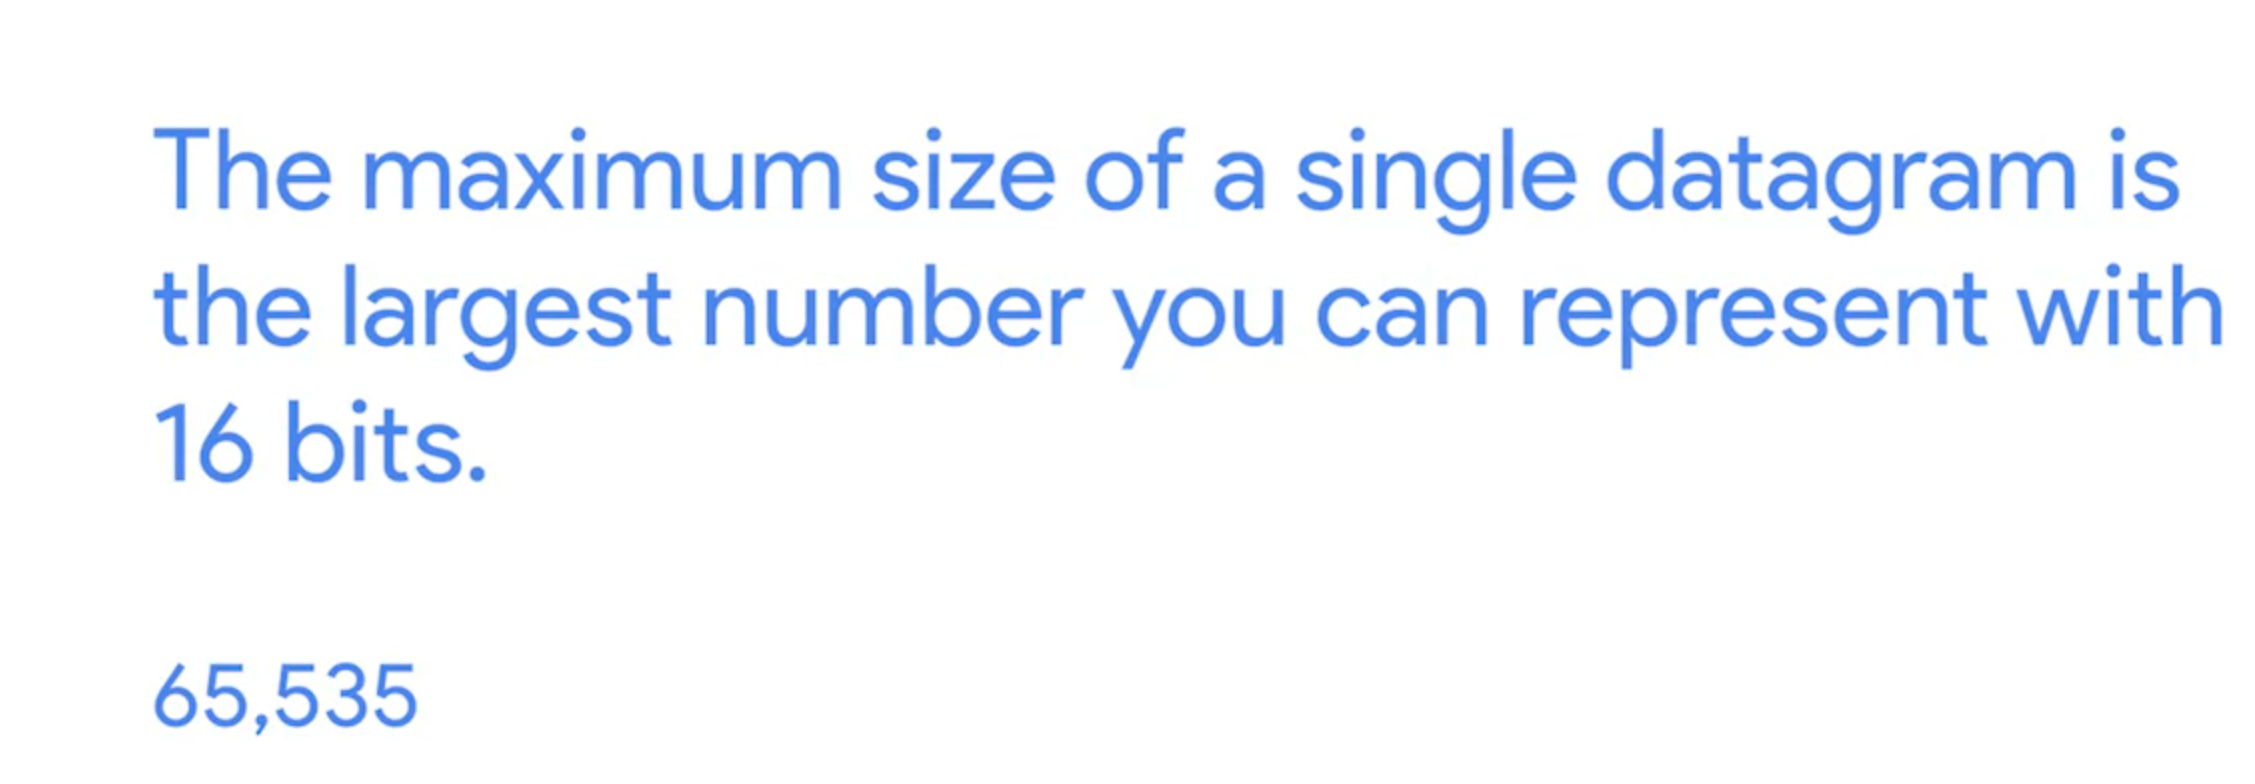 The maximum size of a single datagram is
the largest number you can represent with
16 bits.
65,535